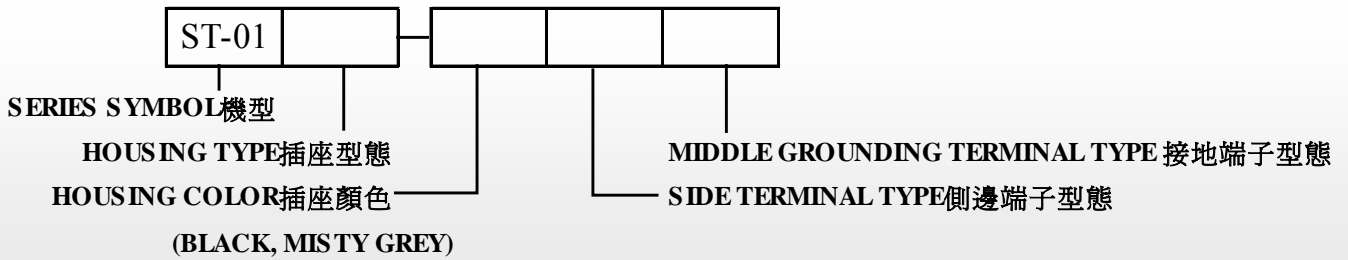 ST-01
SERIES SYMBOL機型
HOUSING TYPE插座型態
MIDDLE GROUNDING TERMINAL TYPE 接地端子型態
HOUSING COLOR插座顏色
SIDE TERMINAL TYPE側邊端子型態
(BLACK, MISTY GREY)